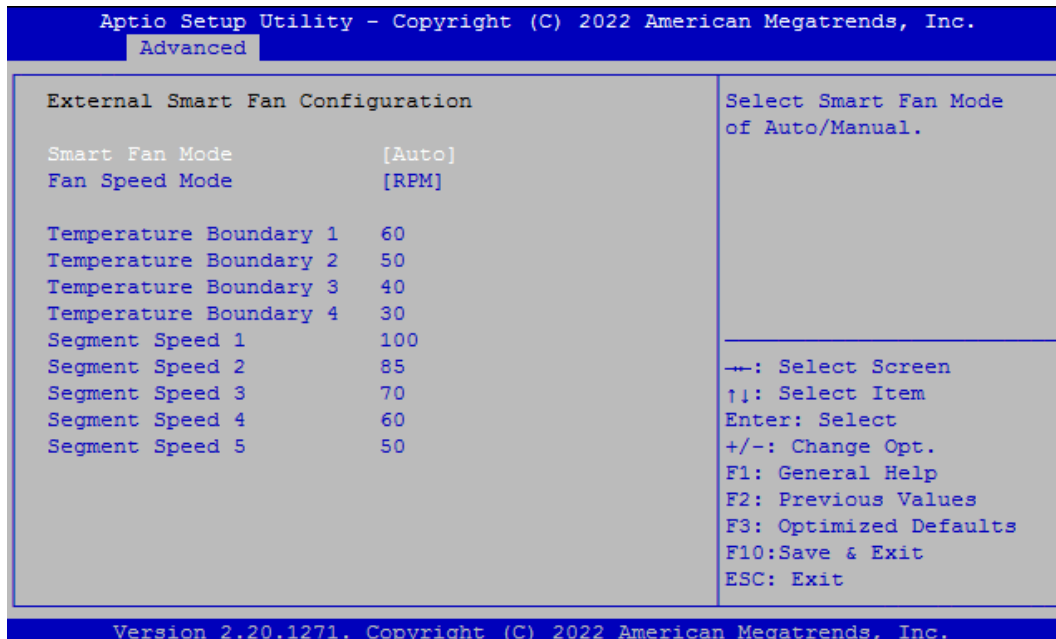 Aptio Setup Utility – Copyright (C) 2022 American Megatrends, Inc.
Advanced
External Smart Fan Configuration
Smart Fan Mode [Auto]
Fan Speed Mode [RPM]
Temperature Boundary 1 60
Temperature Boundary 2 50
Temperature Boundary 3 40
Temperature Boundary 4 30
Segment Speed 1 100
Segment Speed 2 85
Segment Speed 3 70
Segment Speed 4 60
Segment Speed 5 50
Select Smart Fan Mode
of Auto/Manual.
→←: Select Screen
↑↓: Select Item
Enter: Select
+/-: Change Opt.
F1: General Help
F2: Previous Values
F3: Optimized Defaults
F10:Save & Exit
ESC: Exit
Version 2.20.1271. Copyright (C) 2022 American Megatrends, Inc.